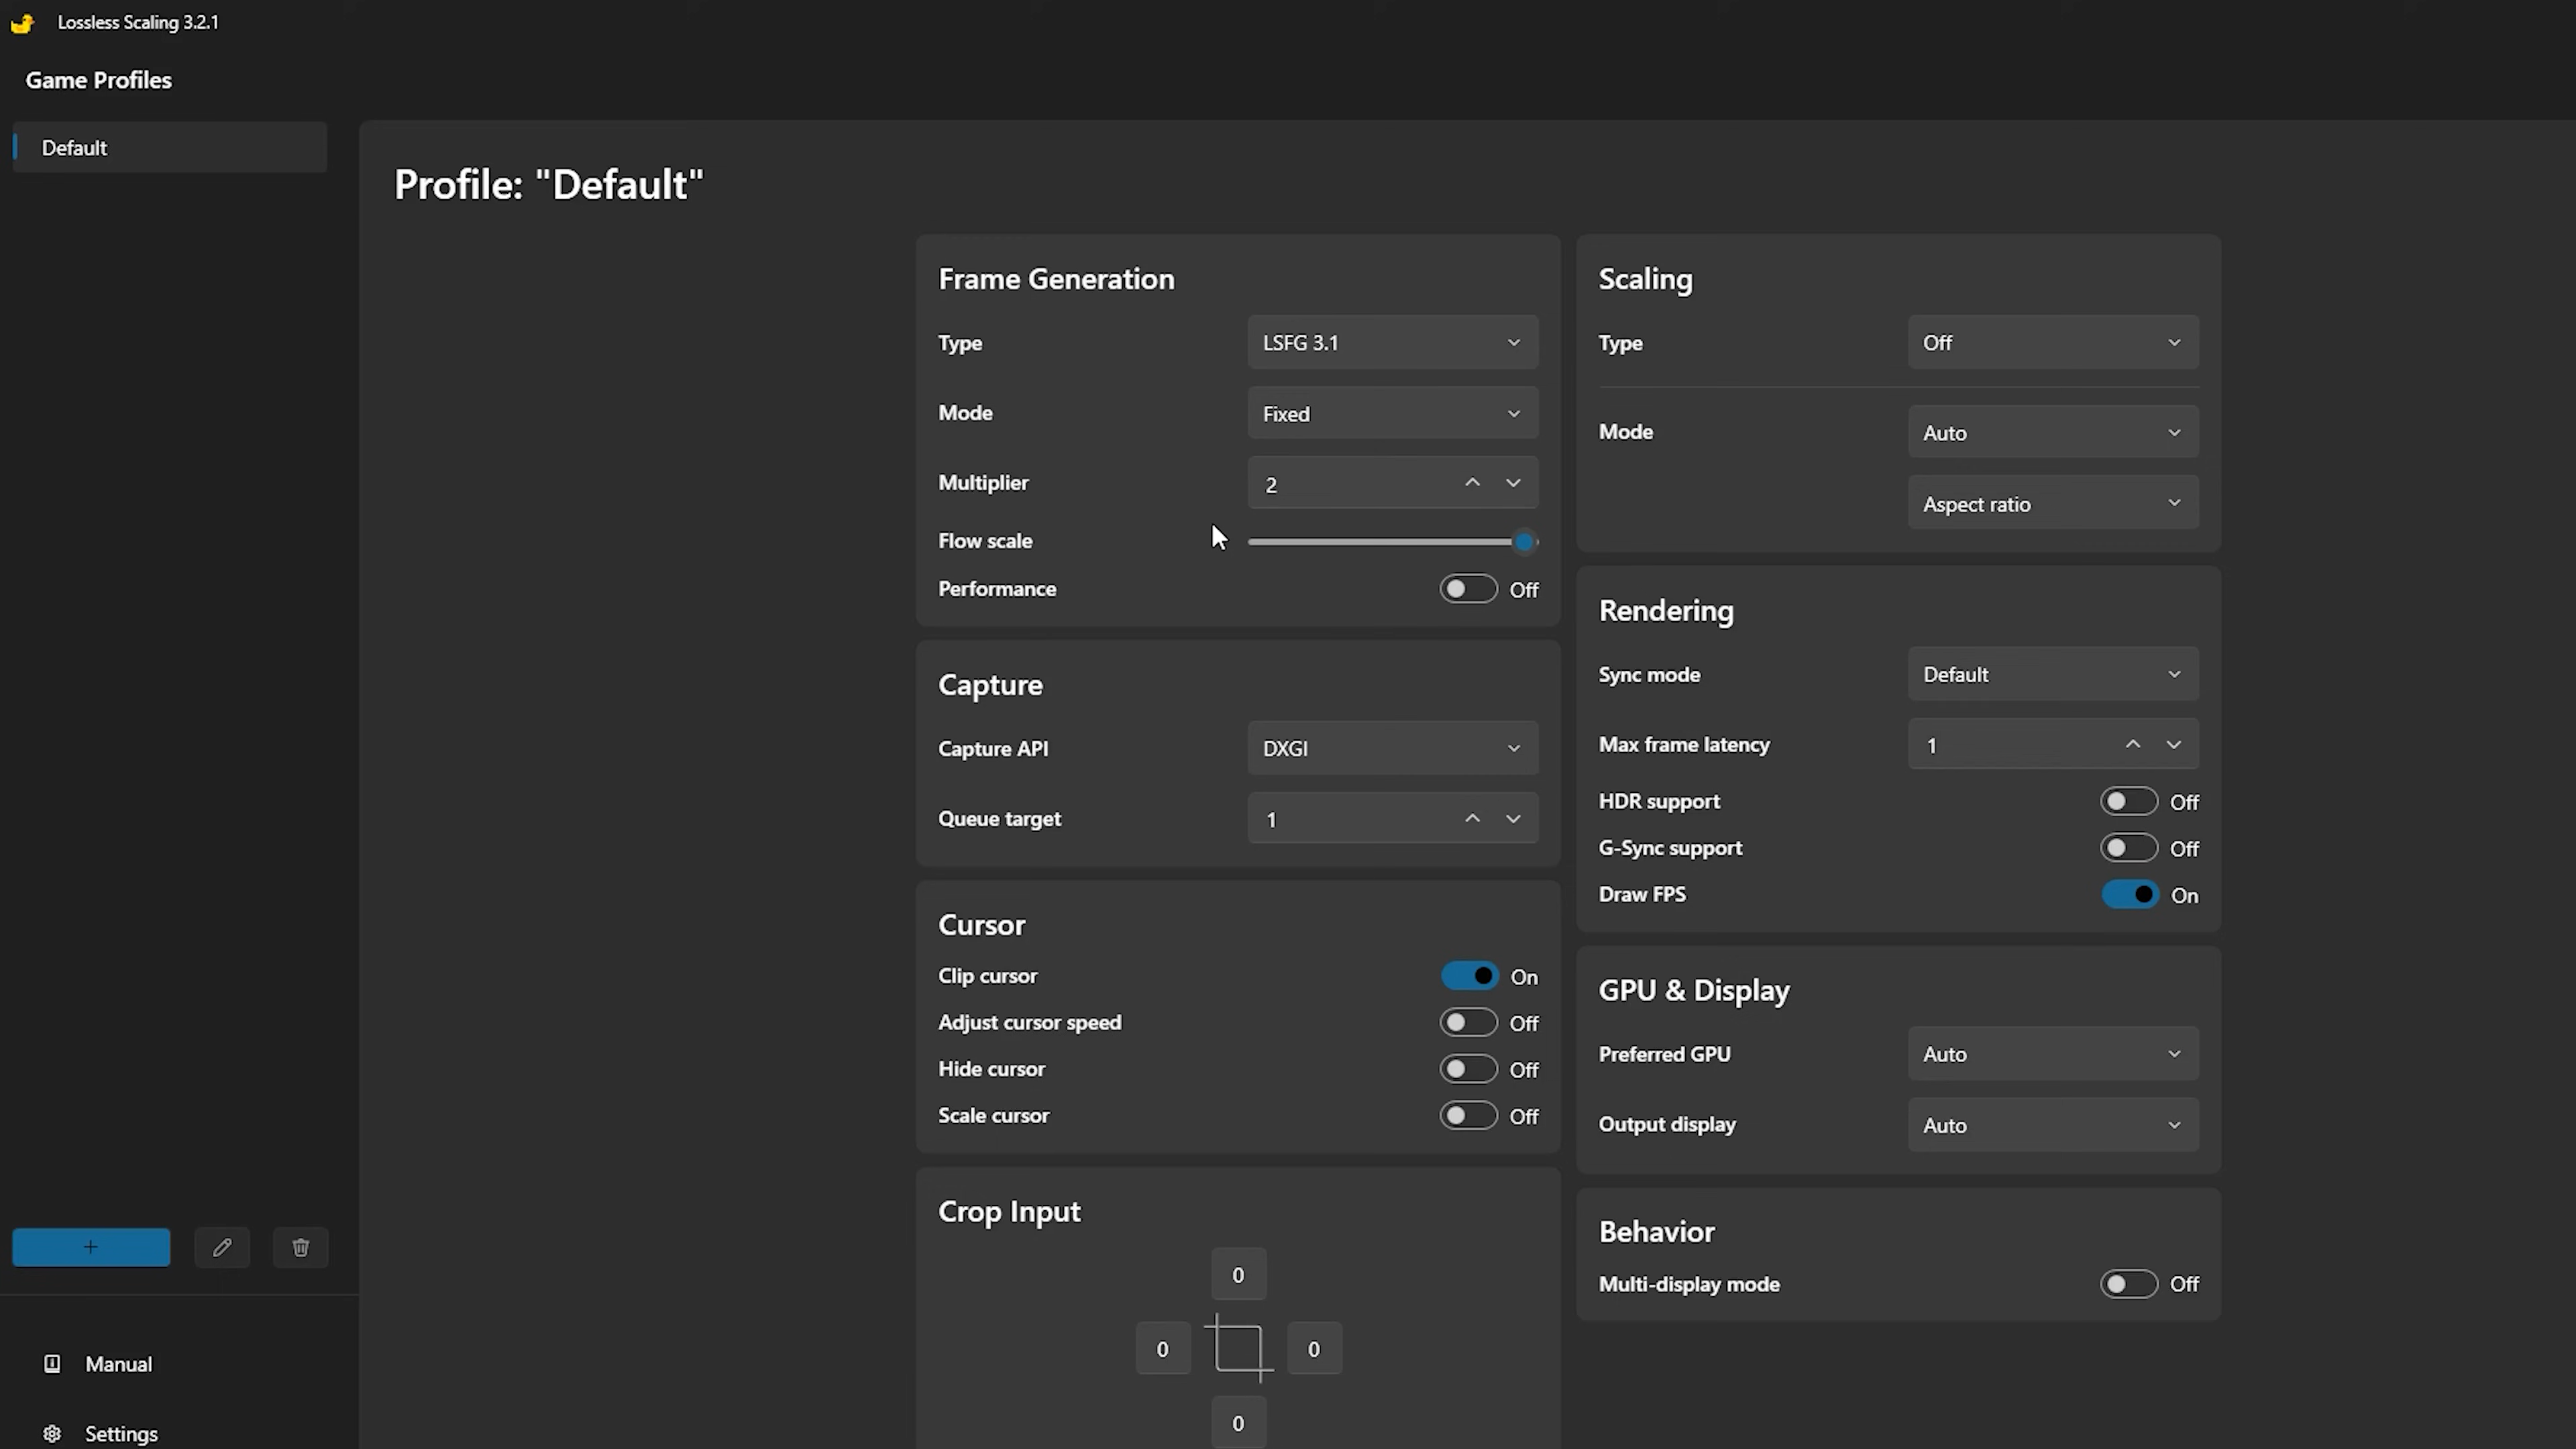 Lossless Scaling 3.2.1
Game Profiles
Default
Profile: "Default"
Frame Generation
Type LSFG 3.1
Mode Fixed
Multiplier 2
Flow scale
Performance Off
Capture
Capture API DXGI
Queue target 1
Cursor
Clip cursor On
Adjust cursor speed Off
Hide cursor Off
Scale cursor Off
Crop Input
0
0 0
0
Scaling
Type Off
Mode Auto
Aspect ratio
Rendering
Sync mode Default
Max frame latency 1
HDR support Off
G-Sync support Off
Draw FPS On
GPU & Display
Preferred GPU Auto
Output display Auto
Behavior
Multi-display mode Off
+
Manual
Settings